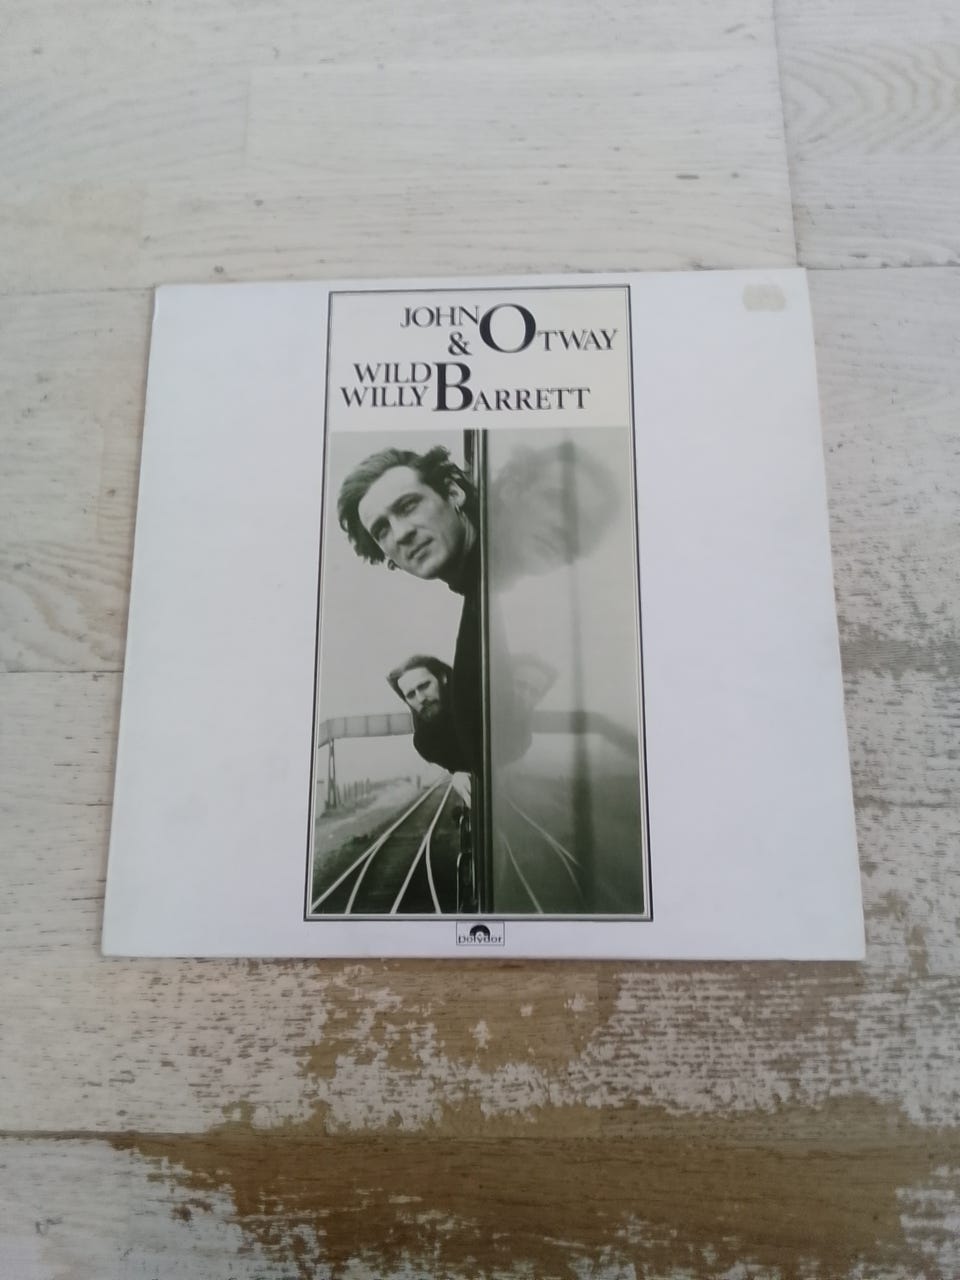 JOHN OTWAY
&
WILD
WILLY BARRETT
polydor